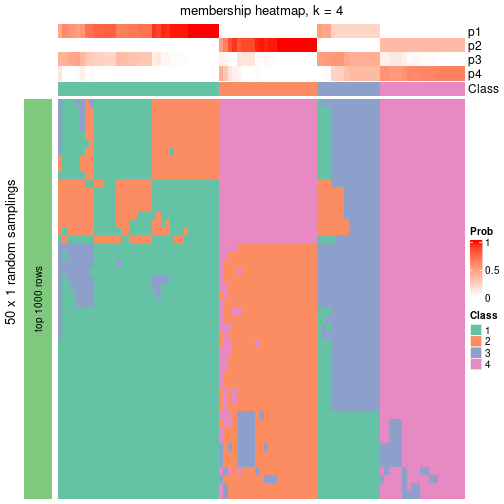 membership heatmap, k = 4
p1
p2
p3
p4
Class
50 x 1 random samplings
top 1000 rows
Prob
1
0.5
0
Class
1
2
3
4